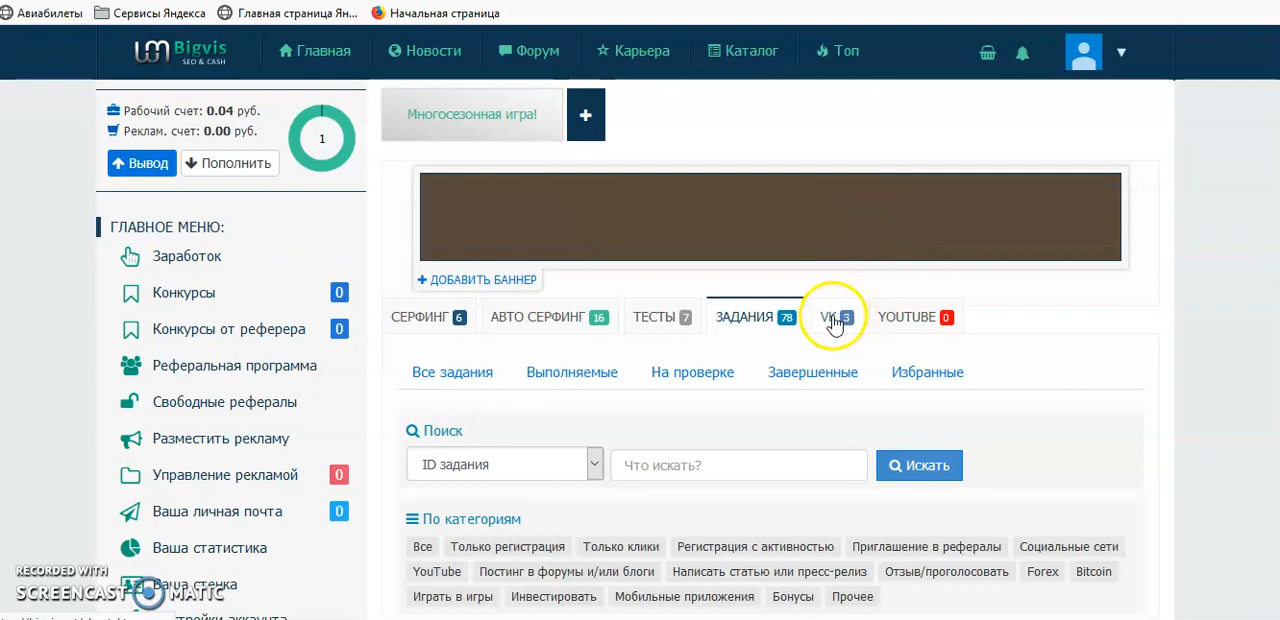 Авиабилеты Сервисы Яндекса Главная страница Ян... Начальная страница
Bigvis
SEO & CASH
Главная Новости Форум Карьера Каталог Топ
Рабочий счет: 0.04 руб.
Реклам. счет: 0.00 руб.
1
Вывод Пополнить
Многосезонная игра!
ДОБАВИТЬ БАННЕР
СЕРФИНГ 6 АВТО СЕРФИНГ 16 ТЕСТЫ 7 ЗАДАНИЯ 78 VK 3 YOUTUBE 0
ГЛАВНОЕ МЕНЮ:
Заработок
Конкурсы 0
Конкурсы от реферера 0
Реферальная программа
Свободные рефералы
Разместить рекламу
Управление рекламой 0
Ваша личная почта 0
Ваша статистика
Ваша стенка
Все задания Выполняемые На проверке Завершенные Избранные
Поиск
ID задания Что искать? Искать
По категориям
Все Только регистрация Только клики Регистрация с активностью Приглашение в рефералы Социальные сети
YouTube Постинг в форумы и/или блоги Написать статью или пресс-релиз Отзыв/проголосовать Forex Bitcoin
Играть в игры Инвестировать Мобильные приложения Бонусы Прочее
RECORDED WITH
SCREENCAST MATIC